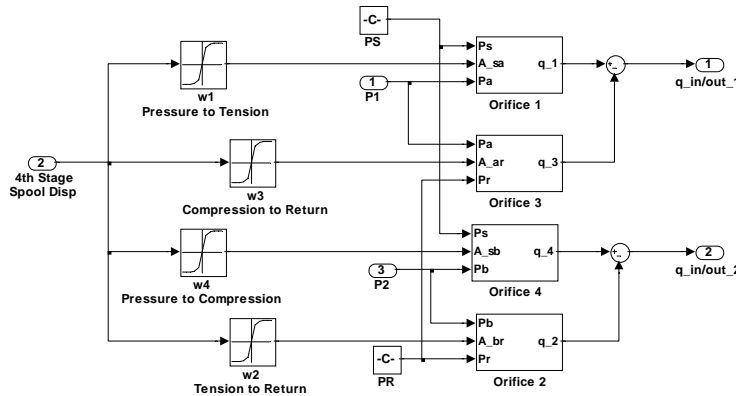 -C-
PS
w1
Pressure to Tension
1
P1
Ps
A_sa
Pa
q_1
Orifice 1
+
-
1
q_in/out_1
2
4th Stage
Spool Disp
w3
Compression to Return
Pa
A_ar
Pr
q_3
Orifice 3
w4
Pressure to Compression
3
P2
Ps
A_sb
Pb
q_4
Orifice 4
+
-
2
q_in/out_2
w2
Tension to Return
-C-
PR
Pb
A_br
Pr
q_2
Orifice 2